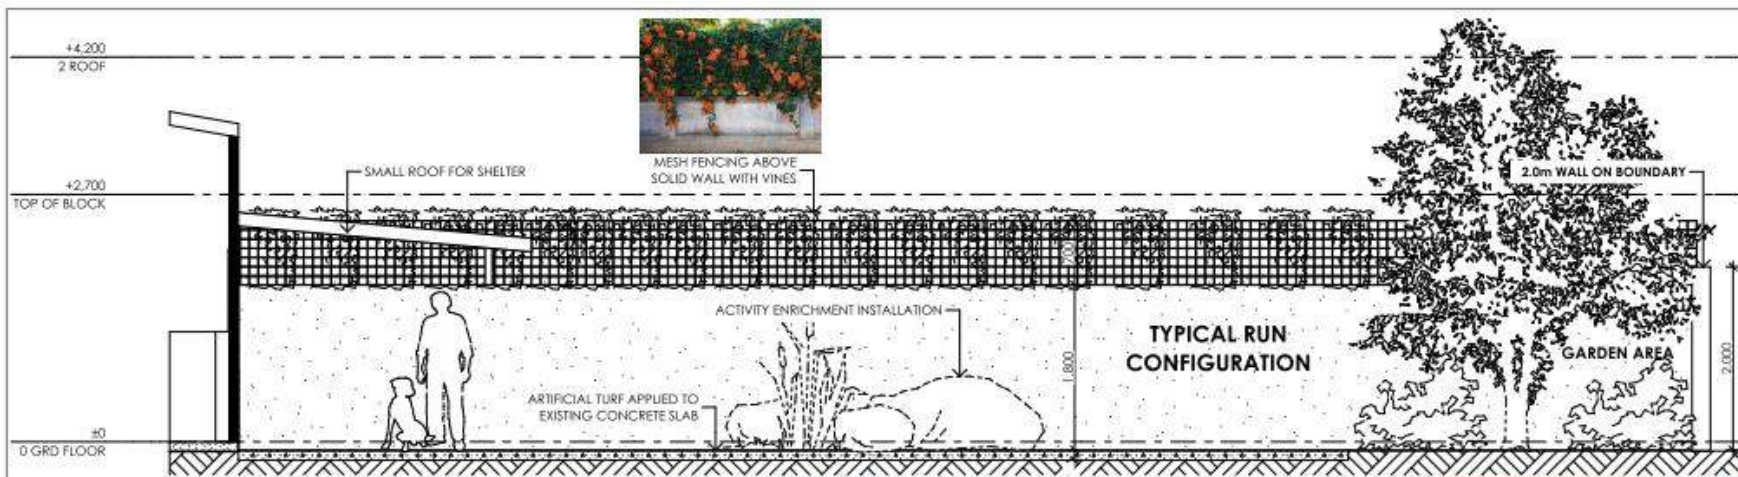 +4,200
2 ROOF
SMALL ROOF FOR SHELTER
MESH FENCING ABOVE
SOLID WALL WITH VINES
2.0m WALL ON BOUNDARY
+2,700
TOP OF BLOCK
700
ACTIVITY ENRICHMENT INSTALLATION
TYPICAL RUN
CONFIGURATION
GARDEN AREA
1,800
2,000
ARTIFICIAL TURF APPLIED TO
EXISTING CONCRETE SLAB
±0
0 GRD FLOOR